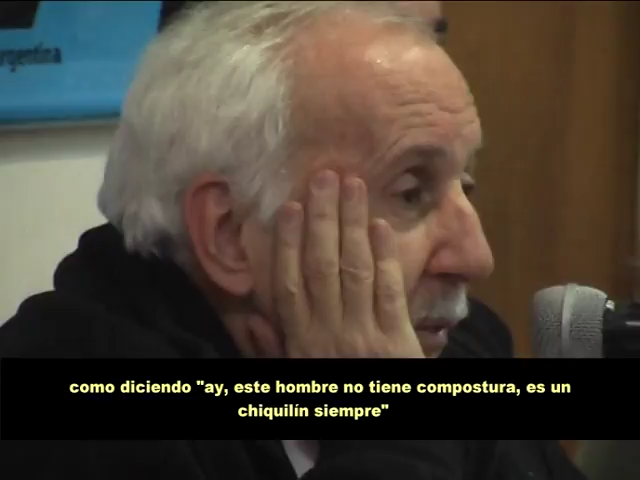 rgentina
como diciendo "ay, este hombre no tiene compostura, es un
chiquilín siempre"